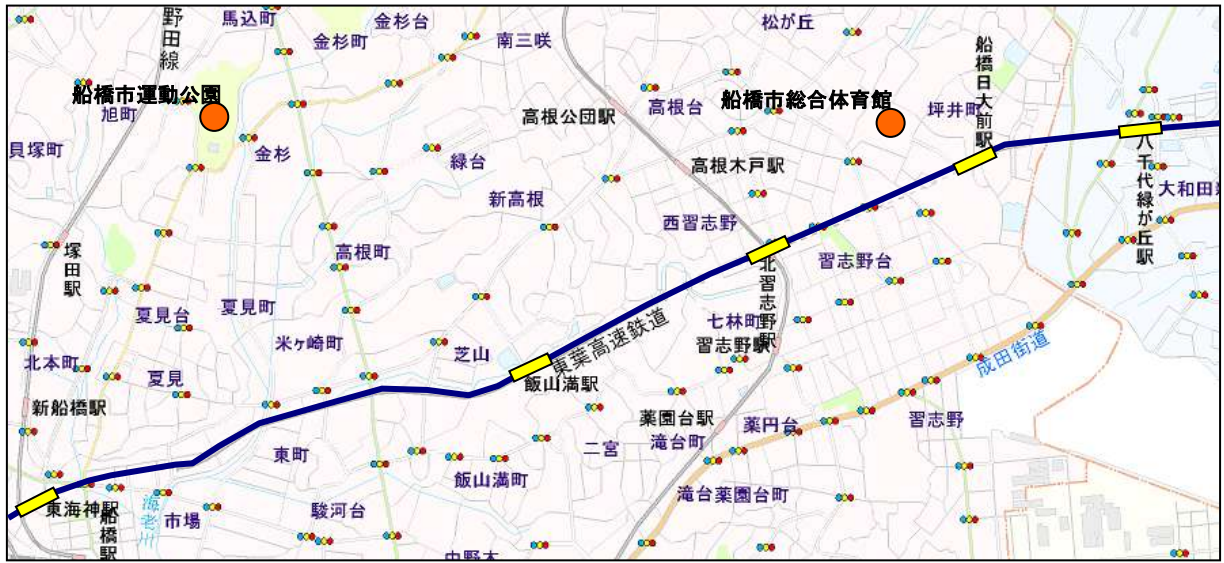 野田線
馬込町
金杉台
金杉町
南三咲
松が丘
船橋日大前駅
船橋市運動公園
旭町
高根公団駅
高根台
船橋市総合体育館
坪井町
貝塚町
金杉
緑台
高根木戸駅
八千代緑が丘駅
大和田新
新高根
西習志野
塚田駅
高根町
北習志野駅
習志野台
夏見台
夏見町
米ヶ崎町
七林町
習志野駅
東葉高速鉄道
成田街道
北本町
夏見
芝山
飯山満駅
新船橋駅
薬園台駅
薬円台
習志野
東町
二宮
滝台町
飯山満町
滝台薬園台町
東海神駅
船橋駅
海老川
市場
駿河台
中野木